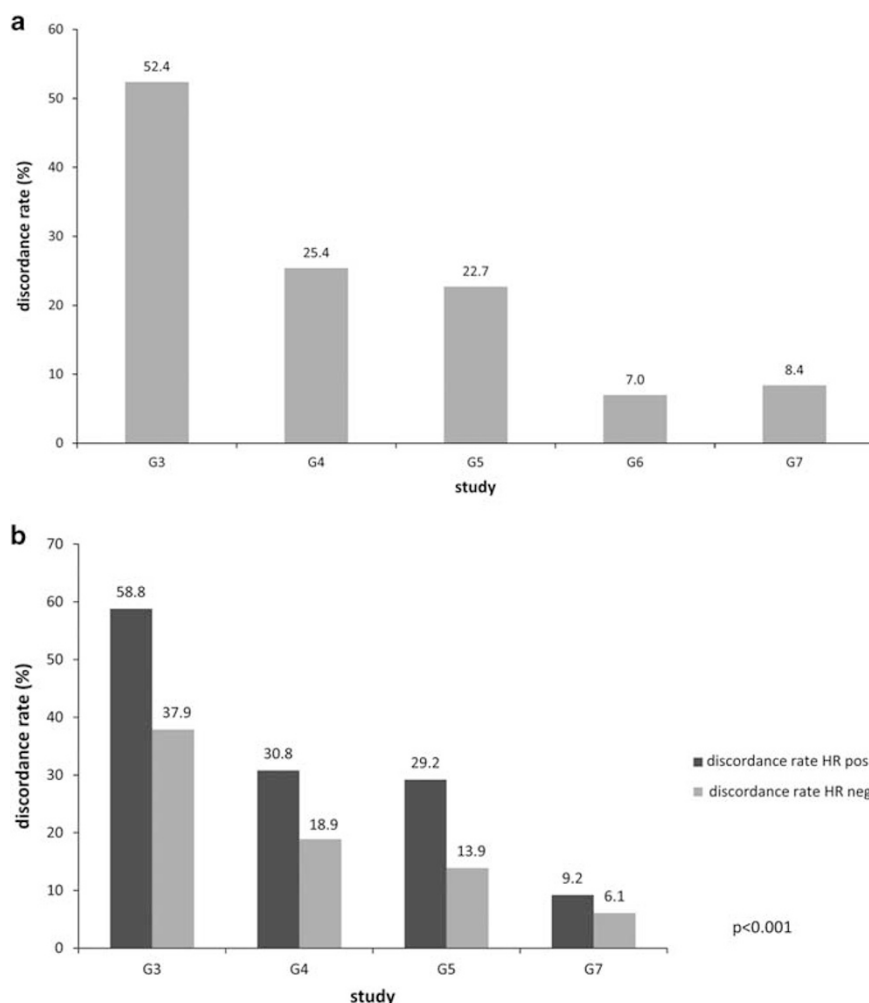 a
60
50
40
30
20
10
0
discordance rate (%)
52.4
25.4
22.7
7.0
8.4
G3 G4 G5 G6 G7
study
b
70
60
50
40
30
20
10
0
discordance rate (%)
58.8
37.9
30.8
18.9
29.2
13.9
9.2
6.1
G3 G4 G5 G7
study
discordance rate HR pos
discordance rate HR neg
p<0.001